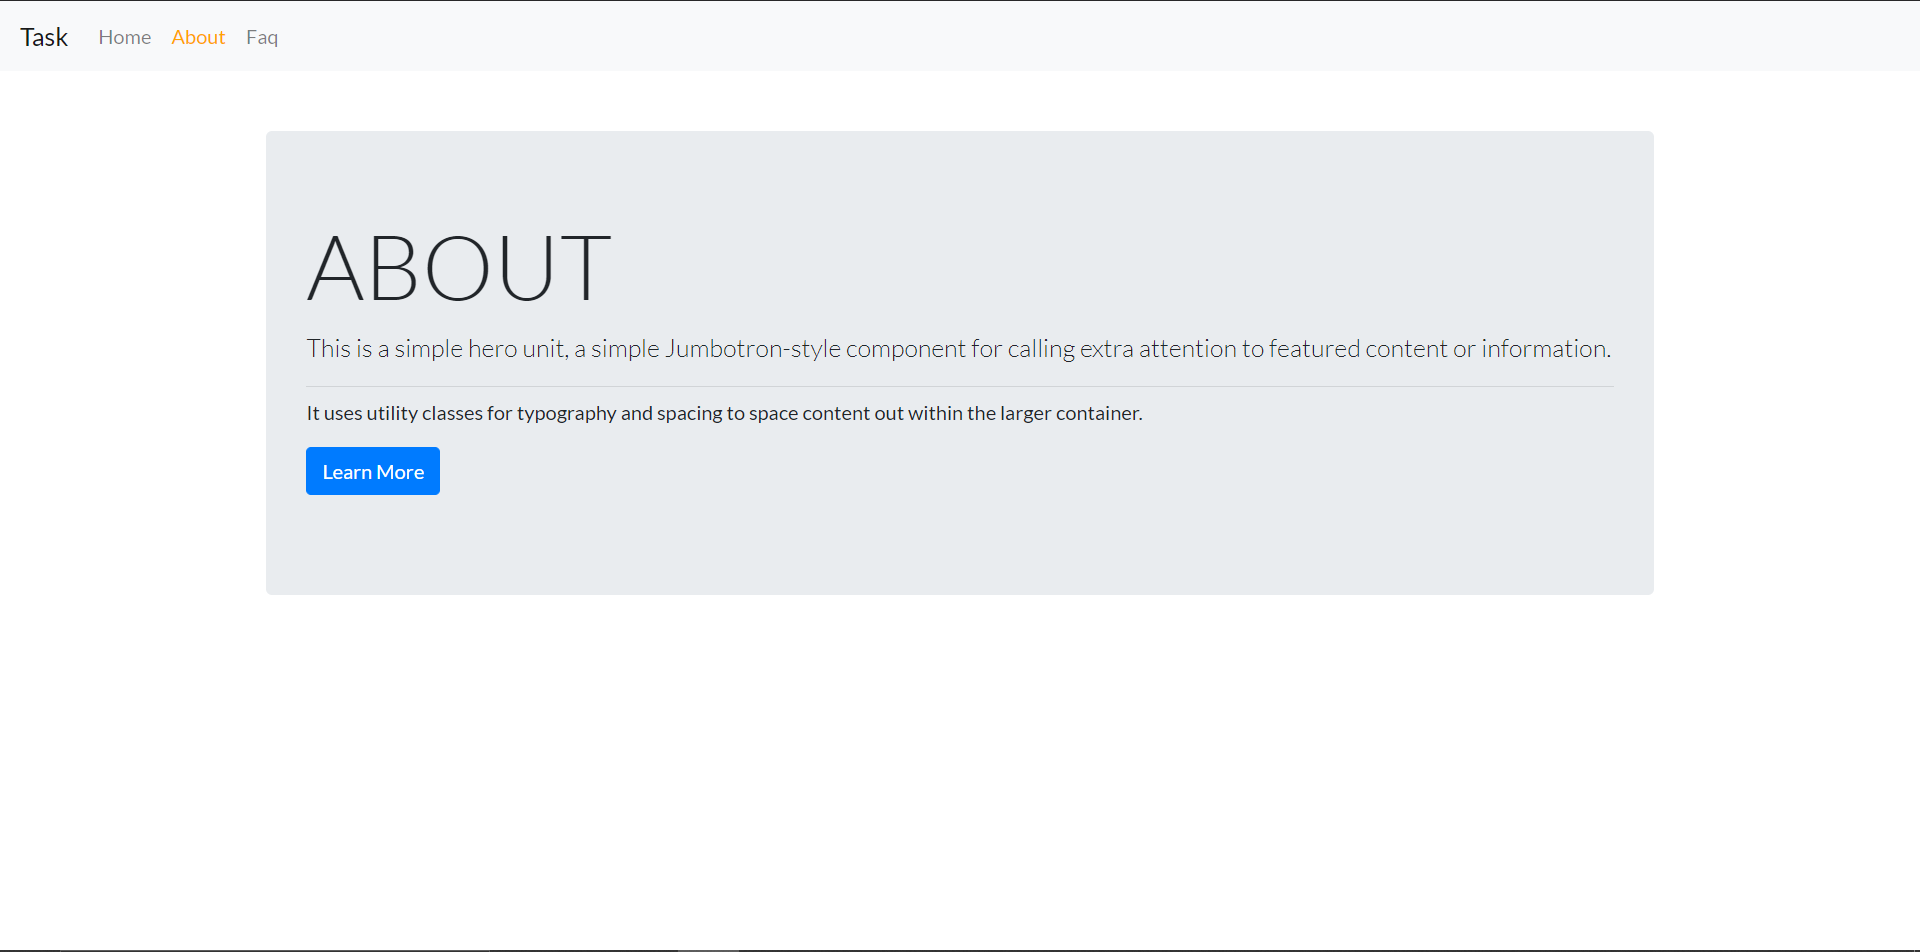 Task Home About Faq
ABOUT
This is a simple hero unit, a simple Jumbotron-style component for calling extra attention to featured content or information.
It uses utility classes for typography and spacing to space content out within the larger container.
Learn More